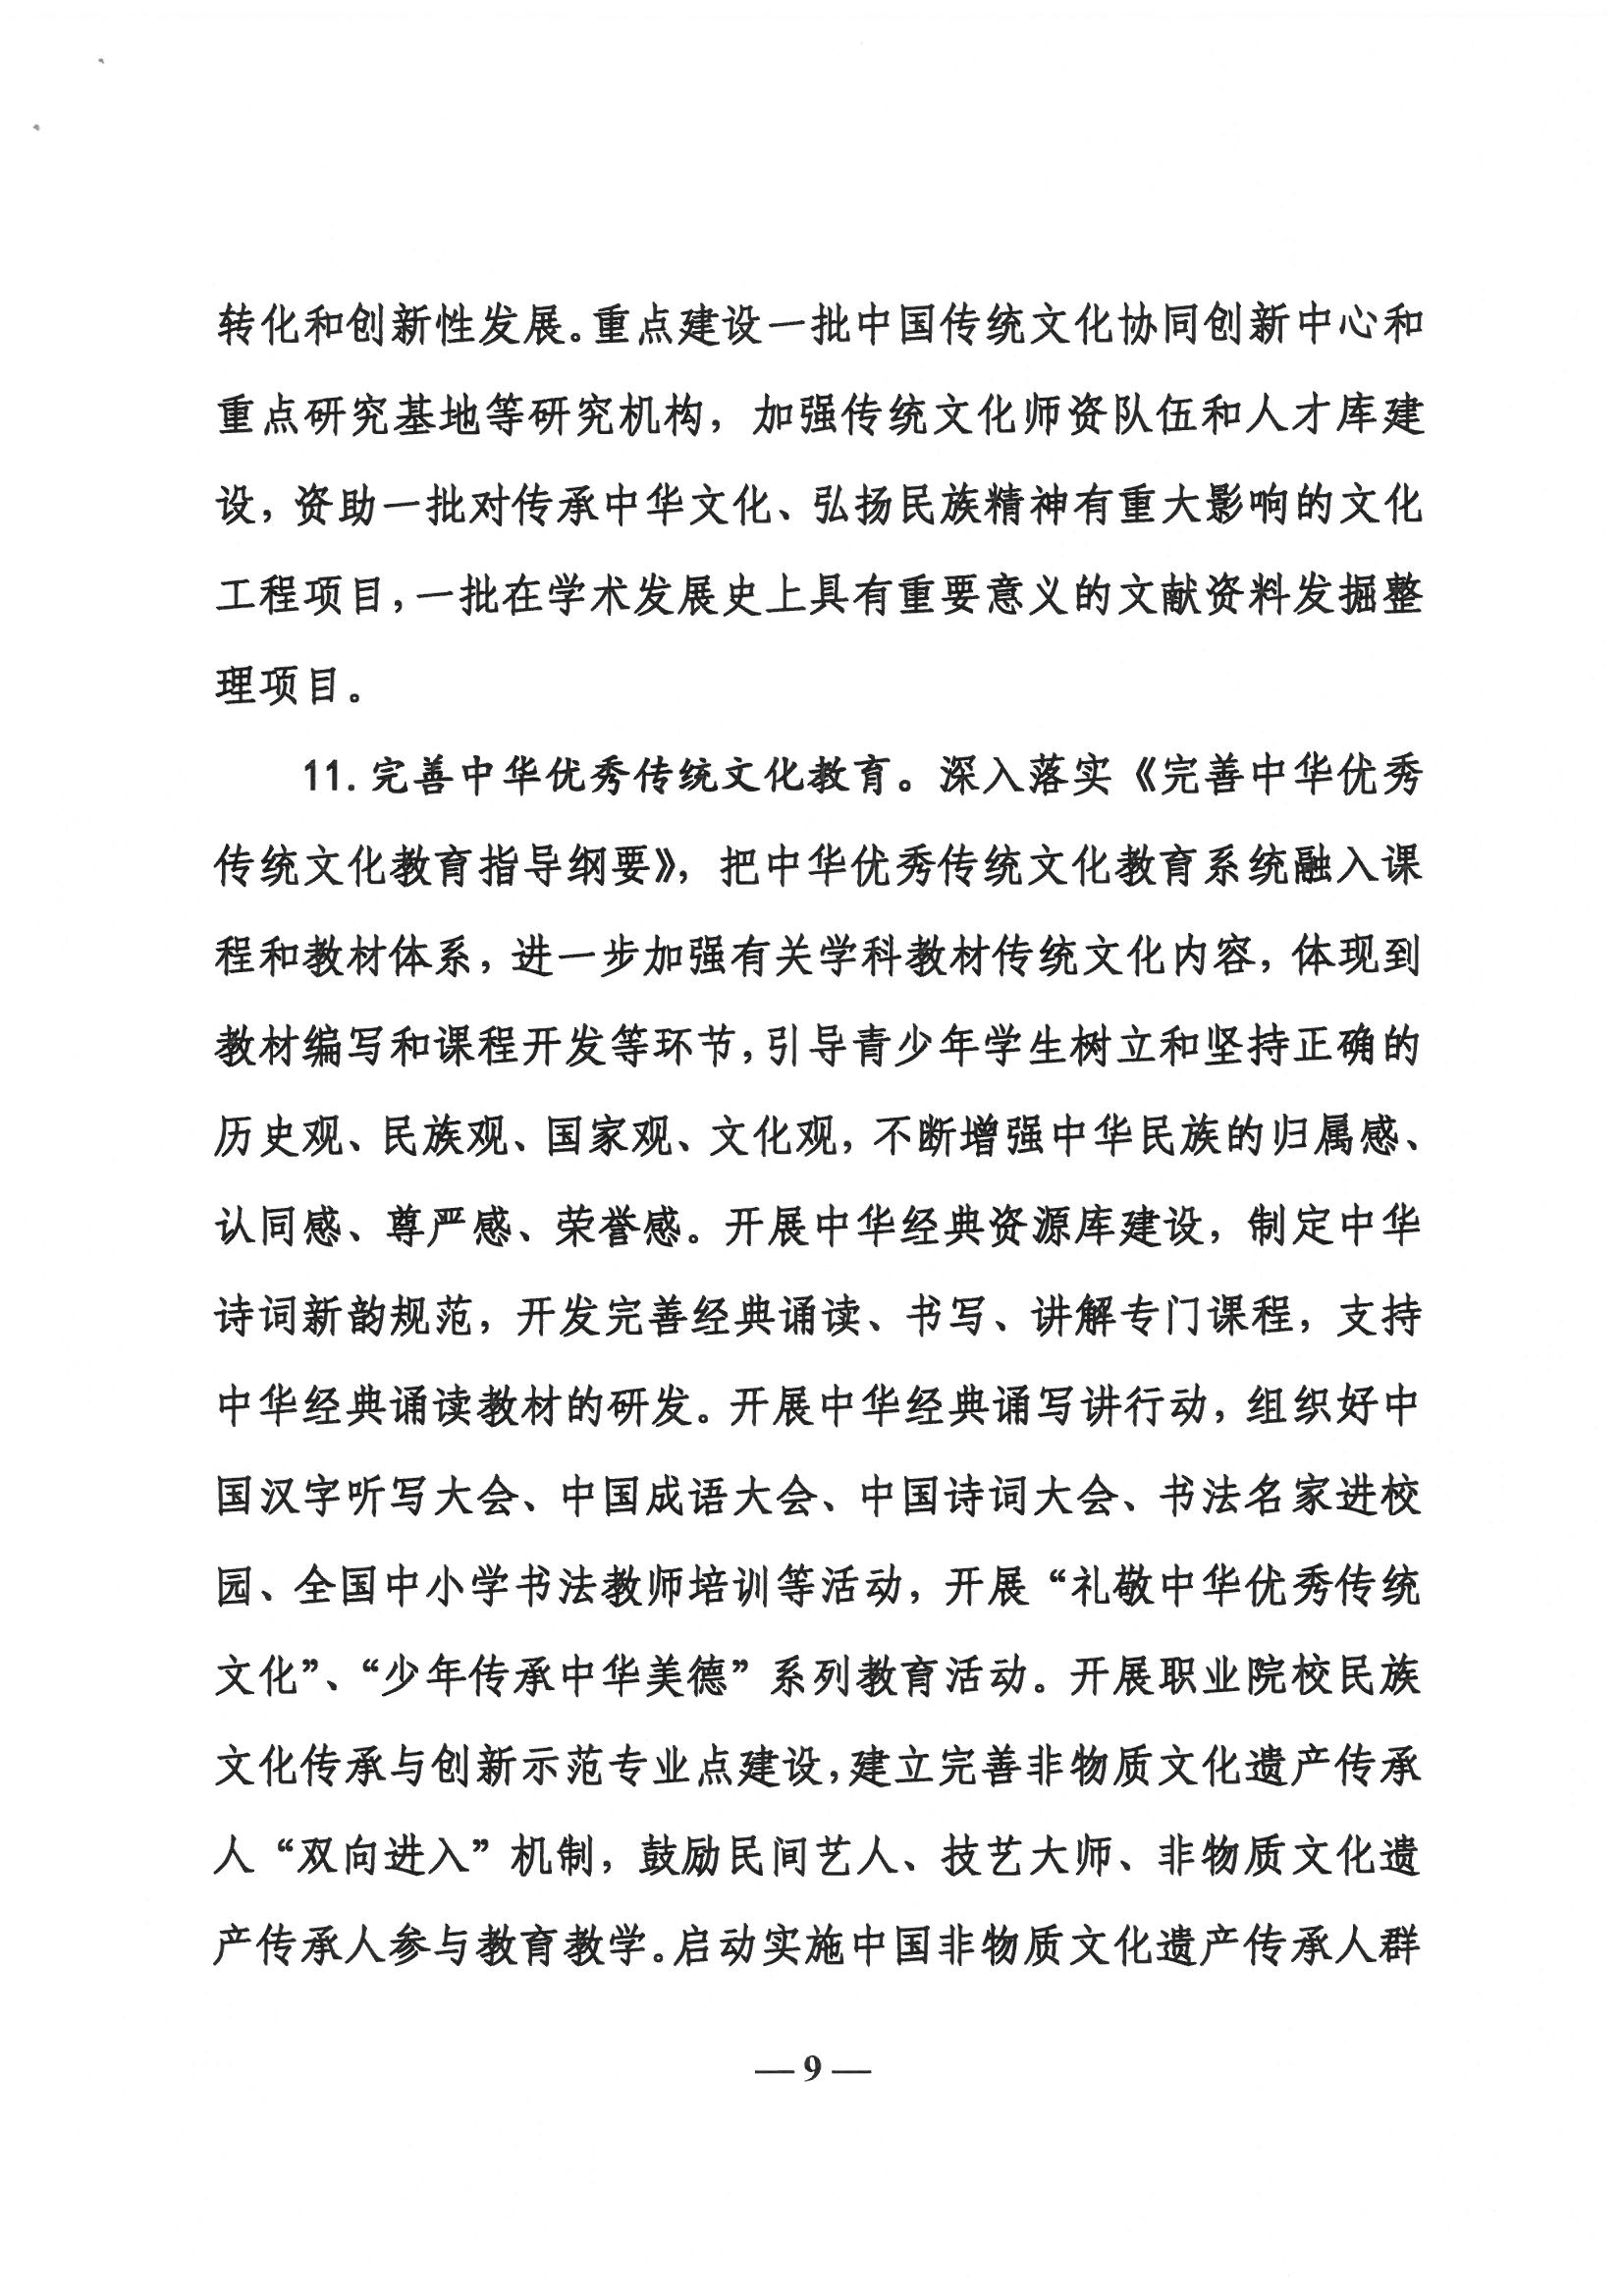 转化和创新性发展。重点建设一批中国传统文化协同创新中心和
重点研究基地等研究机构，加强传统文化师资队伍和人才库建
设，资助一批对传承中华文化、弘扬民族精神有重大影响的文化
工程项目，一批在学术发展史上具有重要意义的文献资料发掘整
理项目。
11. 完善中华优秀传统文化教育。深入落实《完善中华优秀
传统文化教育指导纲要》，把中华优秀传统文化教育系统融入课
程和教材体系，进一步加强有关学科教材传统文化内容，体现到
教材编写和课程开发等环节，引导青少年学生树立和坚持正确的
历史观、民族观、国家观、文化观，不断增强中华民族的归属感、
认同感、尊严感、荣誉感。开展中华经典资源库建设，制定中华
诗词新韵规范，开发完善经典诵读、书写、讲解专门课程，支持
中华经典诵读教材的研发。开展中华经典诵写讲行动，组织好中
国汉字听写大会、中国成语大会、中国诗词大会、书法名家进校
园、全国中小学书法教师培训等活动，开展“礼敬中华优秀传统
文化”、“少年传承中华美德”系列教育活动。开展职业院校民族
文化传承与创新示范专业点建设，建立完善非物质文化遗产传承
人“双向进入”机制，鼓励民间艺人、技艺大师、非物质文化遗
产传承人参与教育教学。启动实施中国非物质文化遗产传承人群
— 9 —